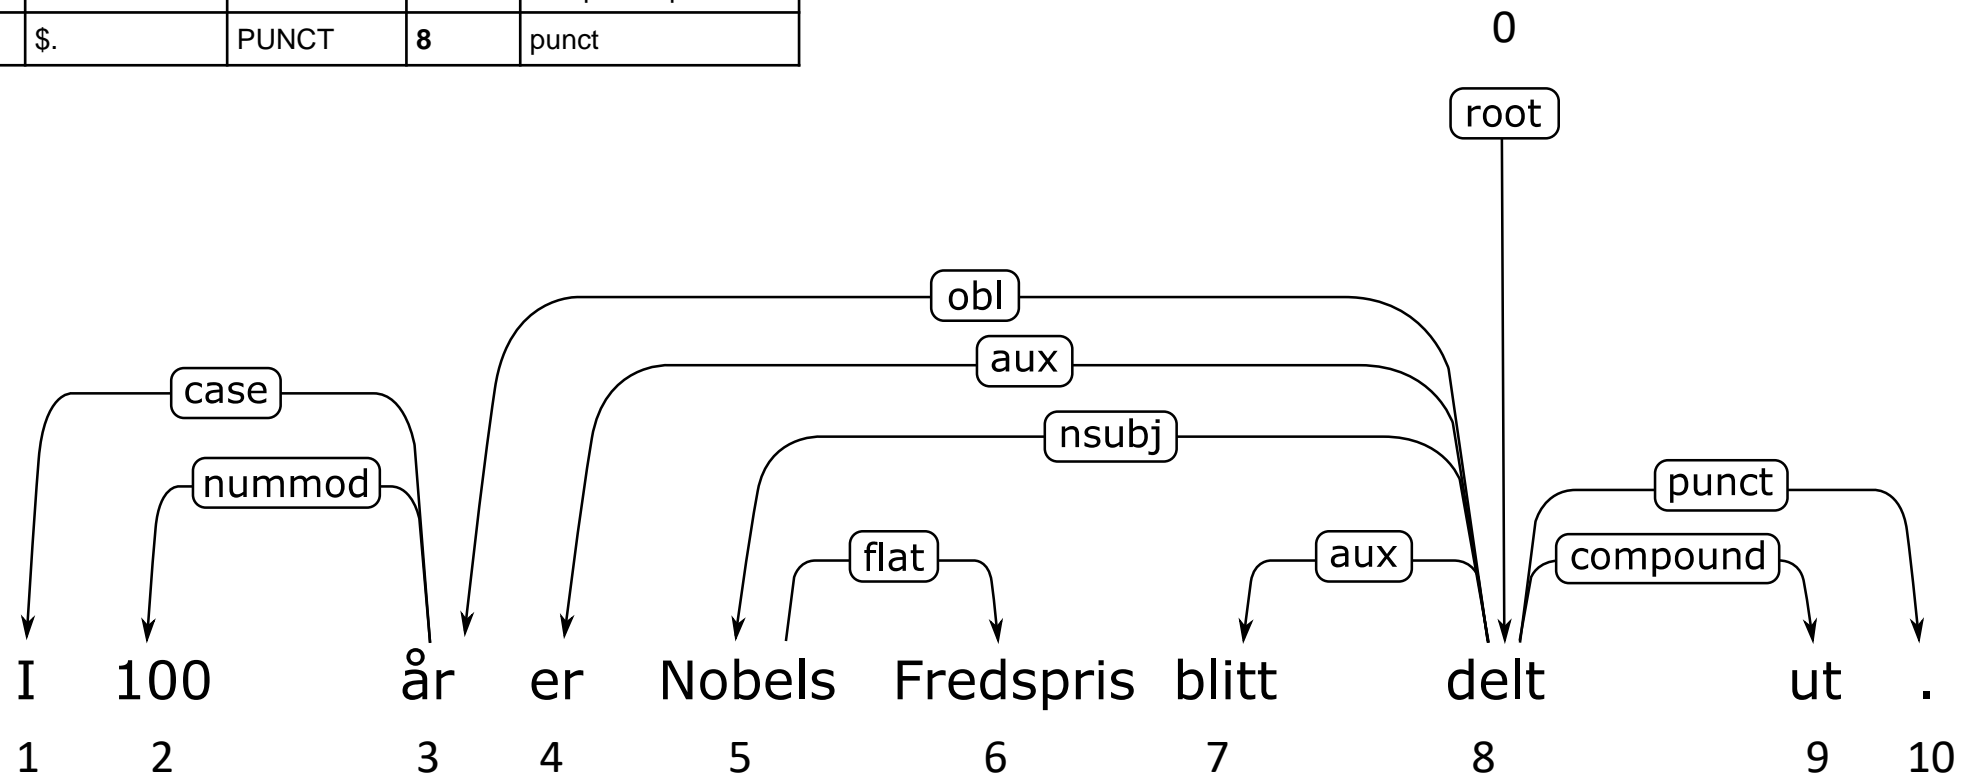 $. PUNCT 8 punct
0
root
obl
aux
case
nsubj
nummod
punct
flat
aux
compound
I 100 år er Nobels Fredspris blitt delt ut .
1 2 3 4 5 6 7 8 9 10